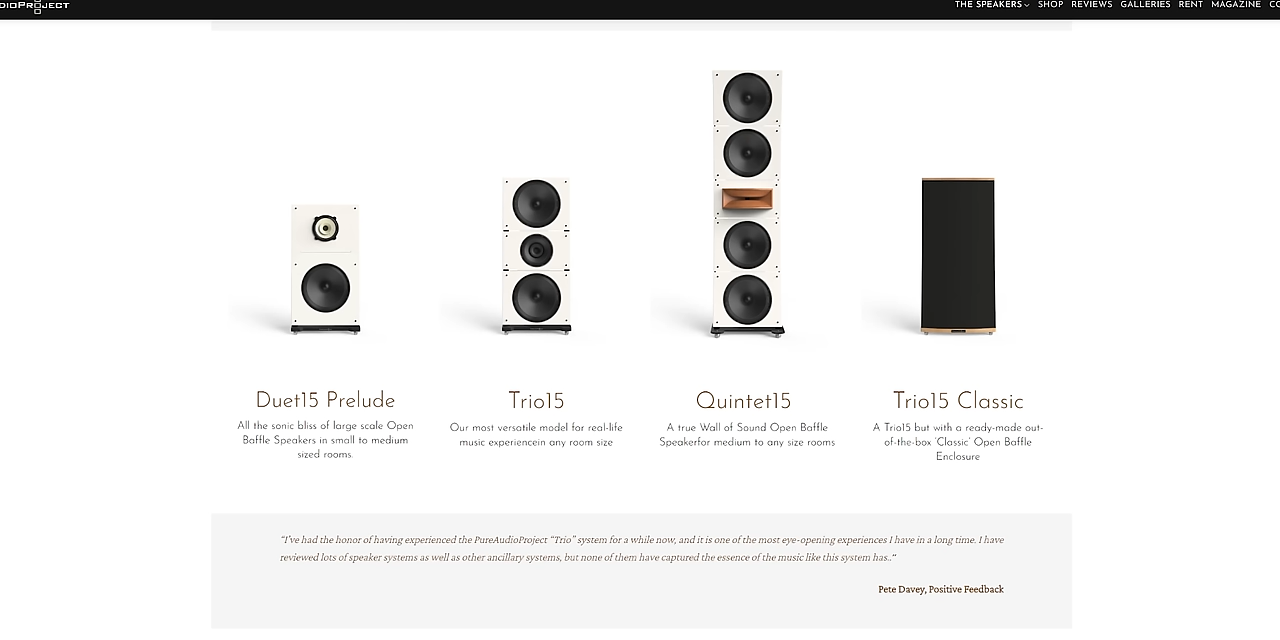 THE SPEAKERS SHOP REVIEWS GALLERIES RENT MAGAZINE
Duet15 Prelude
All the sonic bliss of large scale Open
Baffle Speakers in small to medium
sized rooms.
Trio15
Our most versatile model for real-life
music experiencein any room size
Quintet15
A true Wall of Sound Open Baffle
Speakerfor medium to any size rooms
Trio15 Classic
A Trio15 but with a ready-made out-
of-the-box ‘Classic’ Open Baffle
Enclosure
“I’ve had the honor of having experienced the PureAudioProject “Trio” system for a while now, and it is one of the most eye-opening experiences I have in a long time. I have
reviewed lots of speaker systems as well as other ancillary systems, but none of them have captured the essence of the music like this system has..“
Pete Davey, Positive Feedback